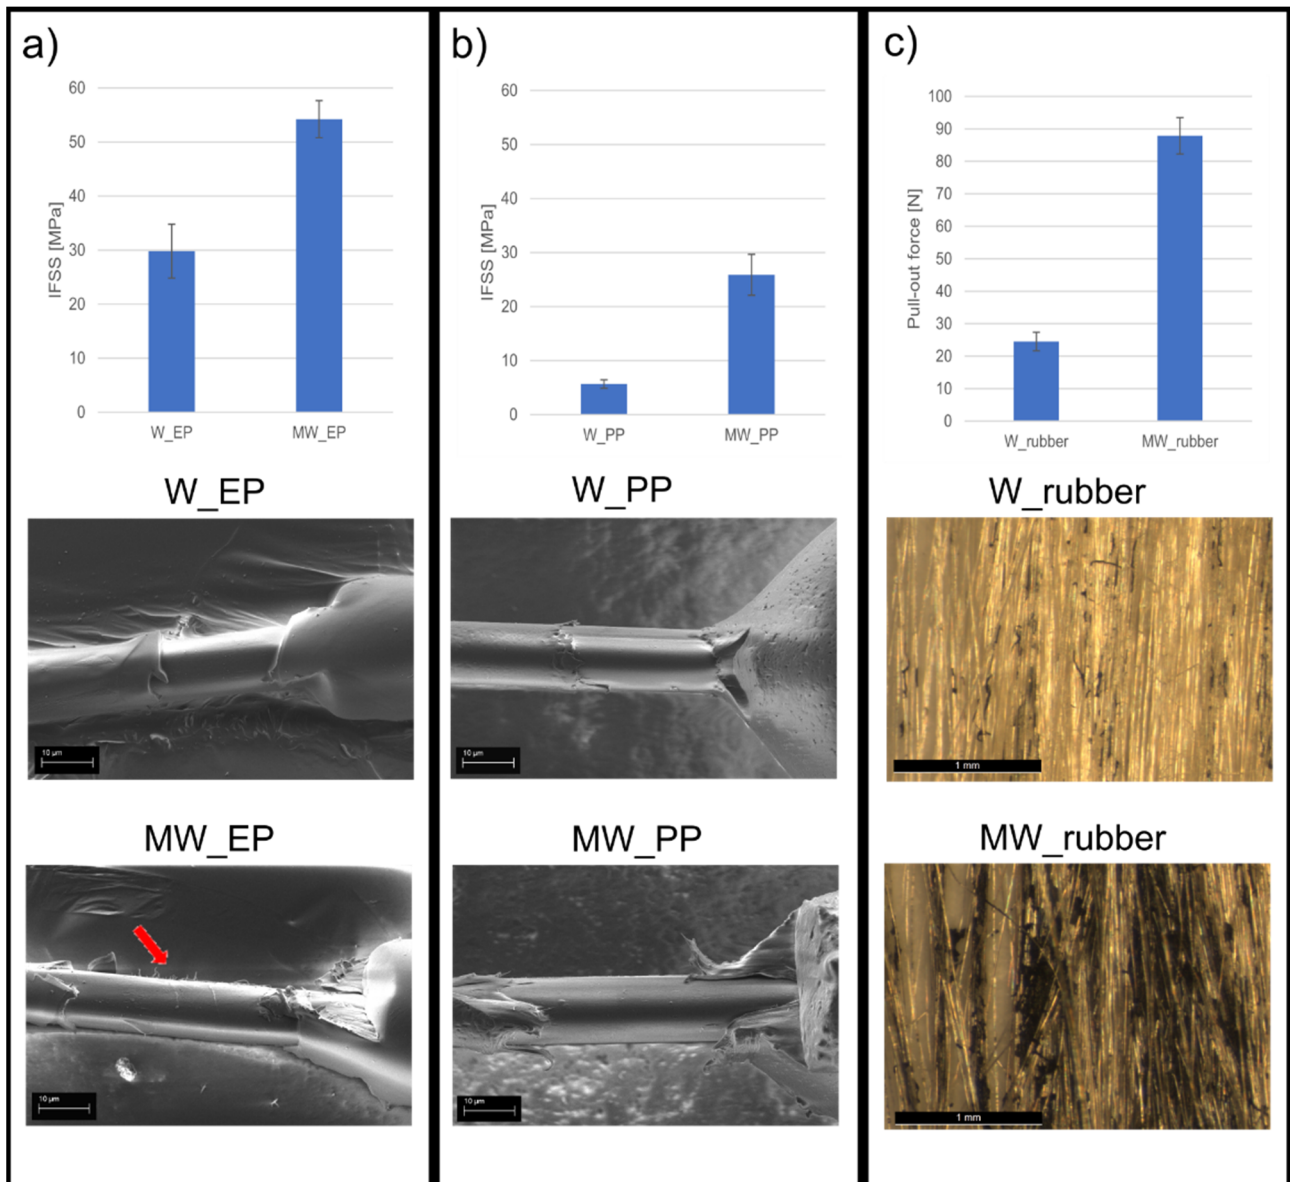 a)
60
50
40
30
20
10
0
IFSS [MPa]
W_EP
MW_EP
W_EP
10 µm
MW_EP
10 µm
b)
60
50
40
30
20
10
0
IFSS [MPa]
W_PP
MW_PP
W_PP
10 µm
MW_PP
10 µm
c)
100
90
80
70
60
50
40
30
20
10
0
Pull-out force [N]
W_rubber
MW_rubber
W_rubber
1 mm
MW_rubber
1 mm